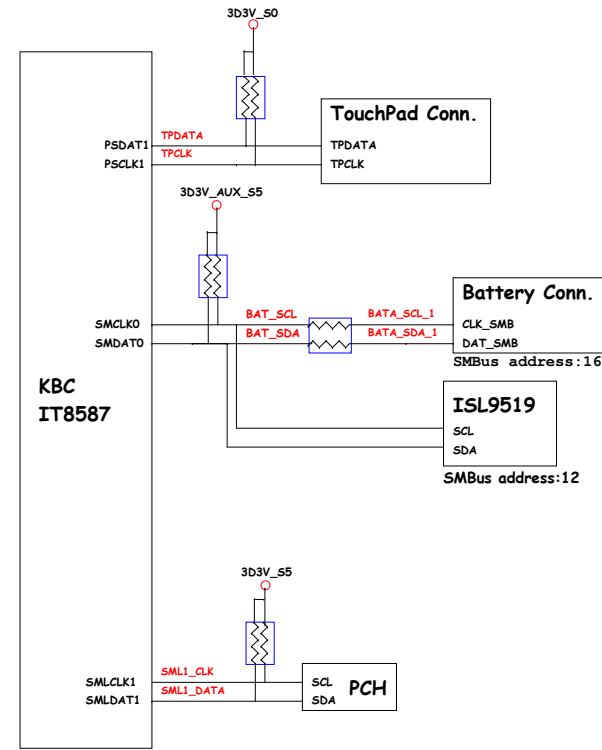 3D3V_S0
TouchPad Conn.
PSDAT1
TPDATA
TPDATA
PSCLK1
TPCLK
TPCLK
3D3V_AUX_S5
Battery Conn.
SMCLK0
BAT_SCL
BATA_SCL_1
CLK_SMB
SMDAT0
BAT_SDA
BATA_SDA_1
DAT_SMB
SMBus address:16
KBC
IT8587
ISL9519
SCL
SDA
SMBus address:12
3D3V_S5
SMLCLK1
SML1_CLK
SCL
PCH
SMLDAT1
SML1_DATA
SDA